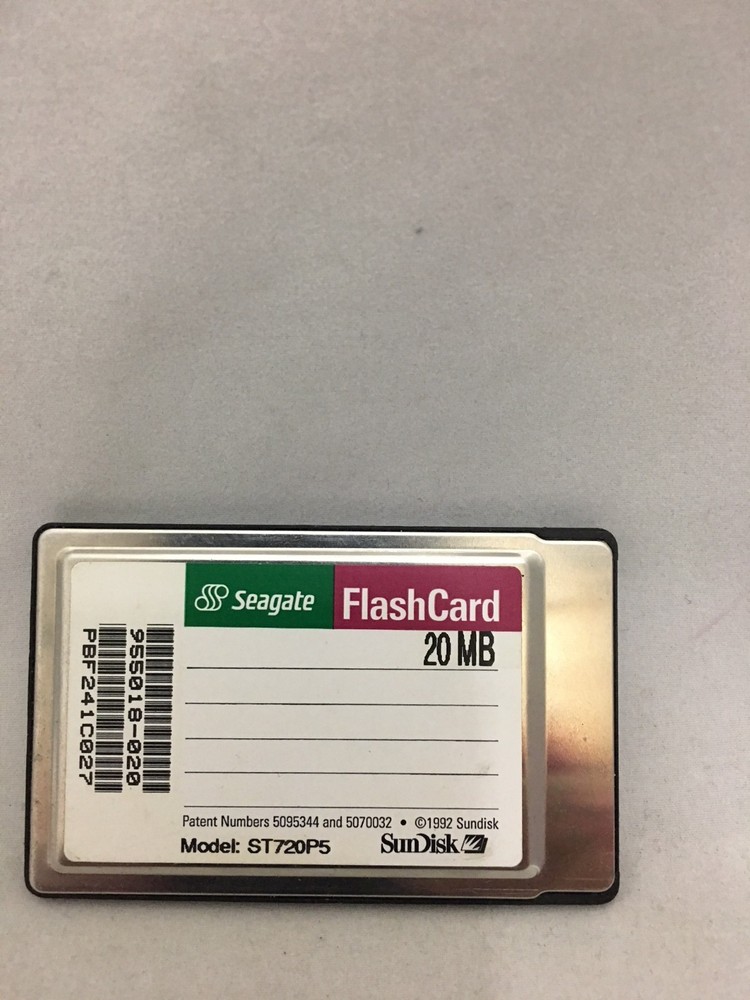 Seagate FlashCard
20 MB
955018-020
PBF241C027
Patent Numbers 5095344 and 5070032 • ©1992 Sundisk
Model: ST720P5 SunDisk